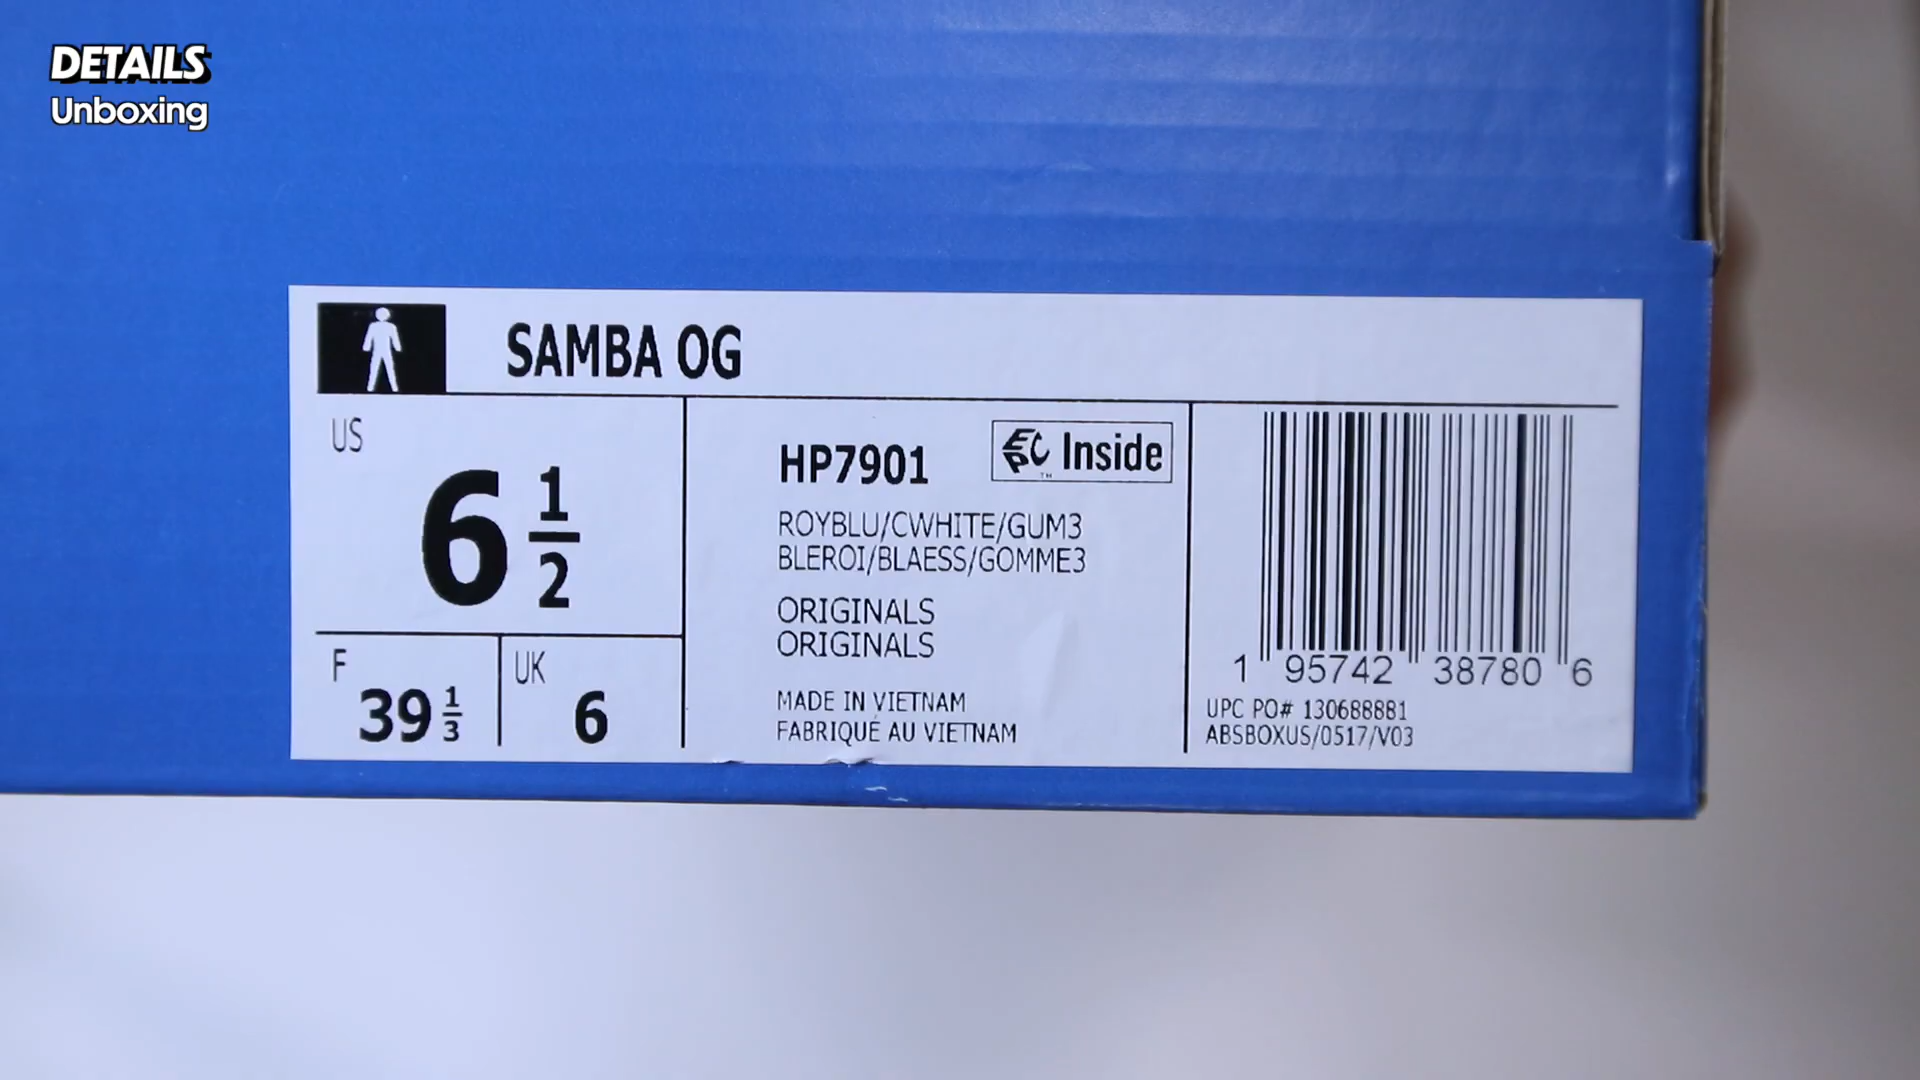 DETAILS
Unboxing
SAMBA OG
US
6 1/2
F
39 1/3
UK
6
HP7901
EPC Inside
TM
ROYBLU/CWHITE/GUM3
BLEROI/BLAESS/GOMME3
ORIGINALS
ORIGINALS
MADE IN VIETNAM
FABRIQUÉ AU VIETNAM
1 95742 38780 6
UPC PO# 130688881
ABSBOXUS/0517/V03